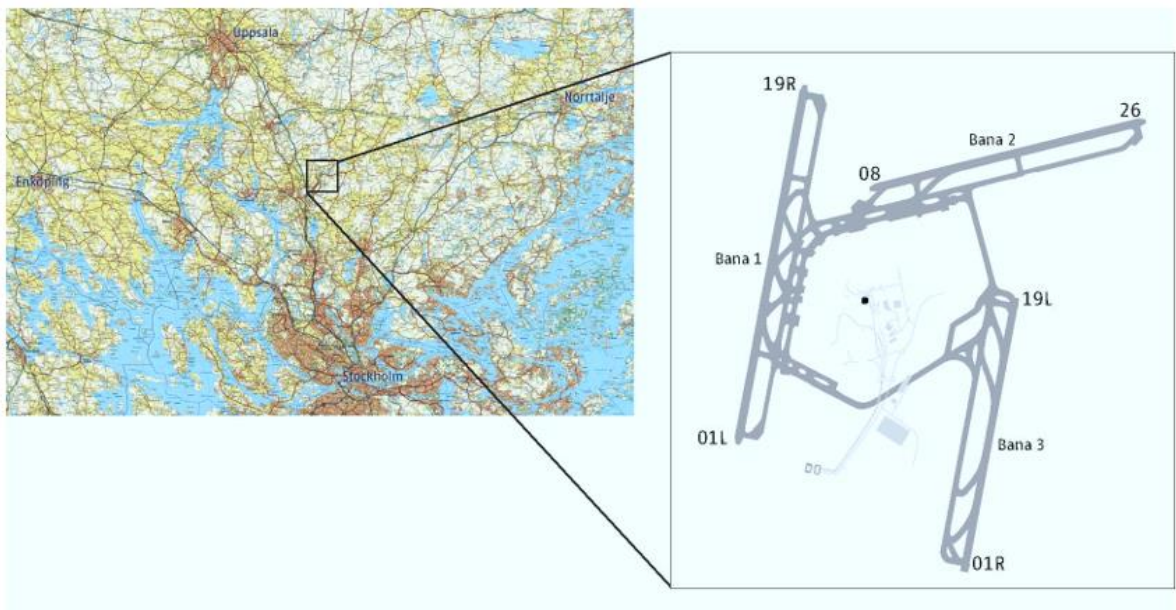 Uppsala
Norrtälje
Enköping
Stockholm
19R
26
Bana 2
08
Bana 1
19L
01L
Bana 3
01R